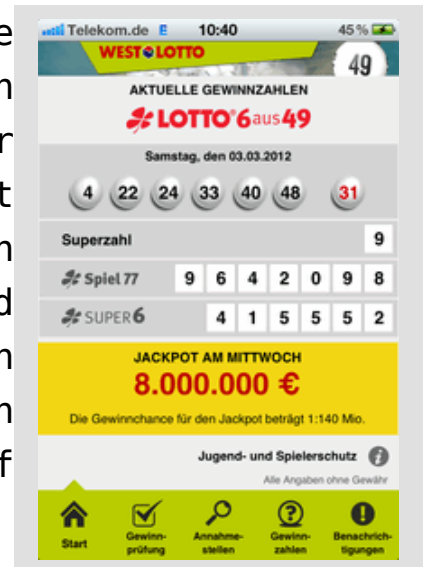 e
n
r
t
n
d
n
n
f
Telekom.de E 10:40 45 %
WEST LOTTO
49
AKTUELLE GEWINNZAHLEN
LOTTO® 6aus49
Samstag, den 03.03.2012
4 22 24 33 40 48 31
Superzahl 9
Spiel 77 9 6 4 2 0 9 8
SUPER 6 4 1 5 5 5 2
JACKPOT AM MITTWOCH
8.000.000 €
Die Gewinnchance für den Jackpot beträgt 1:140 Mio.
Jugend- und Spielerschutz i
Alle Angaben ohne Gewähr
Start
Gewinn-
prüfung
Annahme-
stellen
Gewinn-
zahlen
Benachrich-
tigungen